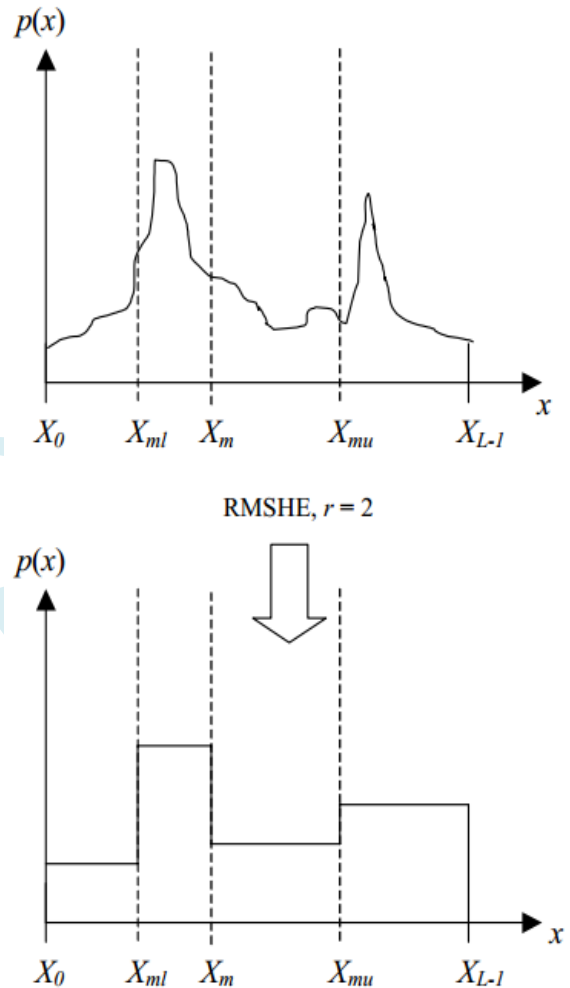 p(x)
x
X0 Xml Xm Xmu XL-1
RMSHE, r = 2
p(x)
x
X0 Xml Xm Xmu XL-1